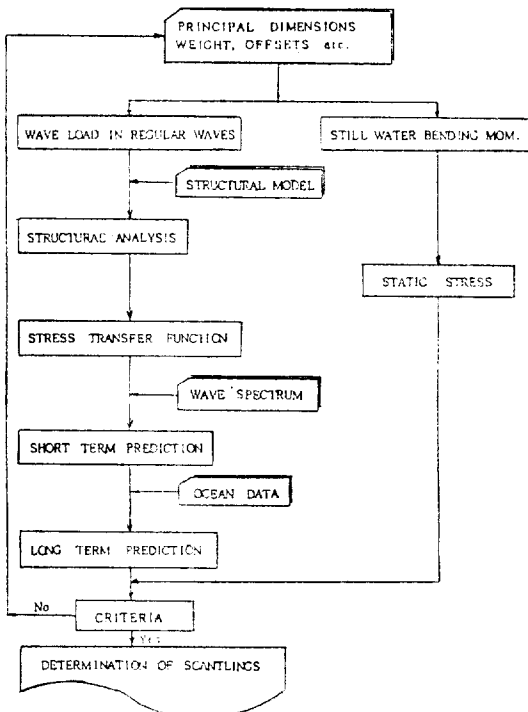 PRINCIPAL DIMENSIONS
WEIGHT, OFFSETS etc.
WAVE LOAD IN REGULAR WAVES
STILL WATER BENDING MOM.
STRUCTURAL MODEL
STRUCTURAL ANALYSIS
STATIC STRESS
STRESS TRANSFER FUNCTION
WAVE SPECTRUM
SHORT TERM PREDICTION
OCEAN DATA
LONG TERM PREDICTION
No
CRITERIA
Yes
DETERMINATION OF SCANTLINGS